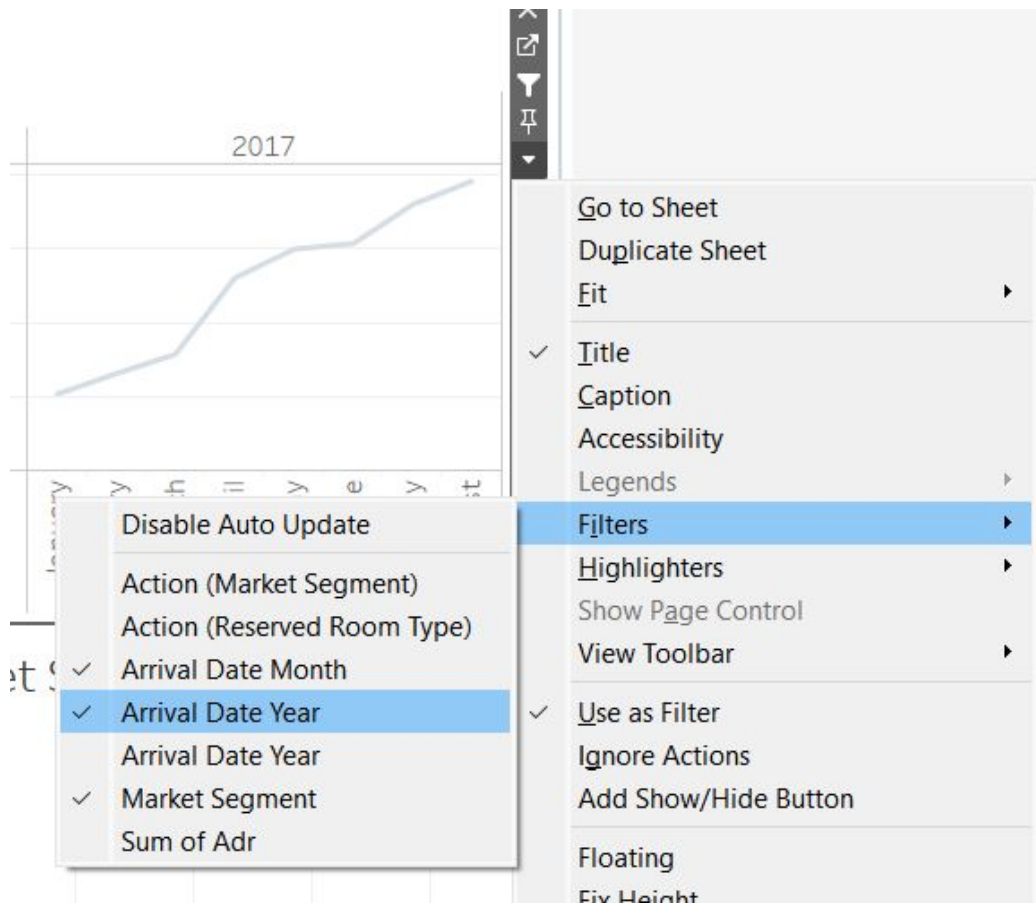 2017
Go to Sheet
Duplicate Sheet
Fit
Title
Caption
Accessibility
Legends
Filters
Highlighters
Show Page Control
View Toolbar
Use as Filter
Ignore Actions
Add Show/Hide Button
Floating
Fix Height
Disable Auto Update
Action (Market Segment)
Action (Reserved Room Type)
Arrival Date Month
Arrival Date Year
Arrival Date Year
Market Segment
Sum of Adr